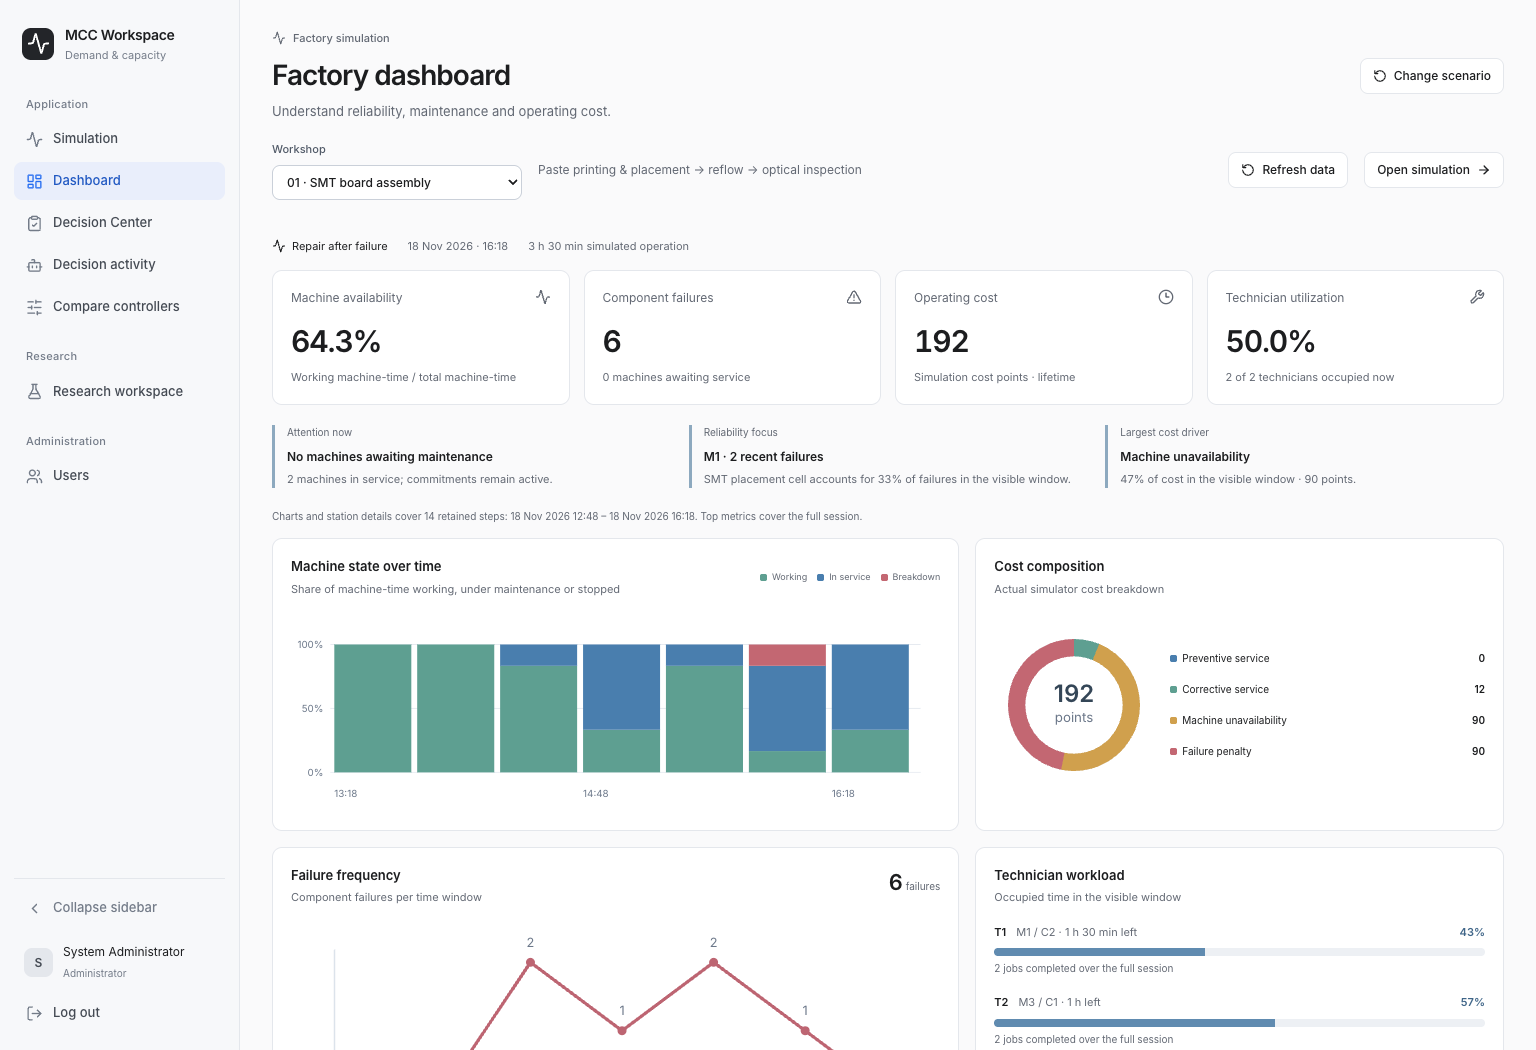 MCC Workspace
Demand & capacity
Application
Simulation
Dashboard
Decision Center
Decision activity
Compare controllers
Research
Research workspace
Administration
Users
Collapse sidebar
S
System Administrator
Administrator
Log out
Factory simulation
Factory dashboard
Understand reliability, maintenance and operating cost.
Change scenario
Workshop
01 · SMT board assembly
Paste printing & placement → reflow → optical inspection
Refresh data
Open simulation →
Repair after failure 18 Nov 2026 · 16:18 3 h 30 min simulated operation
Machine availability
64.3%
Working machine-time / total machine-time
Component failures
6
0 machines awaiting service
Operating cost
192
Simulation cost points · lifetime
Technician utilization
50.0%
2 of 2 technicians occupied now
Attention now
No machines awaiting maintenance
2 machines in service; commitments remain active.
Reliability focus
M1 · 2 recent failures
SMT placement cell accounts for 33% of failures in the visible window.
Largest cost driver
Machine unavailability
47% of cost in the visible window · 90 points.
Charts and station details cover 14 retained steps: 18 Nov 2026 12:48 – 18 Nov 2026 16:18. Top metrics cover the full session.
Machine state over time
Share of machine-time working, under maintenance or stopped
Working In service Breakdown
100%
50%
0%
13:18 14:48 16:18
Cost composition
Actual simulator cost breakdown
192
points
Preventive service 0
Corrective service 12
Machine unavailability 90
Failure penalty 90
Failure frequency
Component failures per time window
6 failures
2 2
1 1
Technician workload
Occupied time in the visible window
T1 M1 / C2 · 1 h 30 min left 43%
2 jobs completed over the full session
T2 M3 / C1 · 1 h left 57%
2 jobs completed over the full session